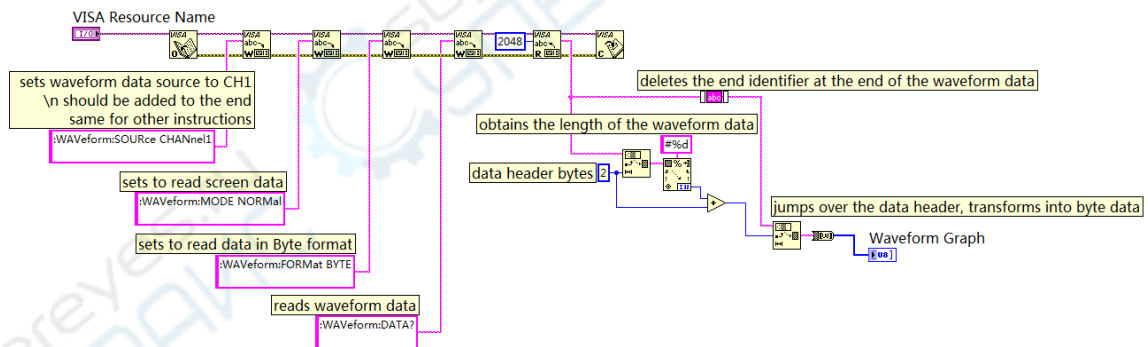 VISA Resource Name
I/O
VISA
abc
O
W
R
C
2048
sets waveform data source to CH1
\n should be added to the end
same for other instructions
:WAVeform:SOURce CHANnel1
sets to read screen data
:WAVeform:MODE NORMal
sets to read data in Byte format
:WAVeform:FORMat BYTE
reads waveform data
:WAVeform:DATA?
deletes the end identifier at the end of the waveform data
abc
obtains the length of the waveform data
#%d
data header bytes 2
jumps over the data header, transforms into byte data
Waveform Graph
U8